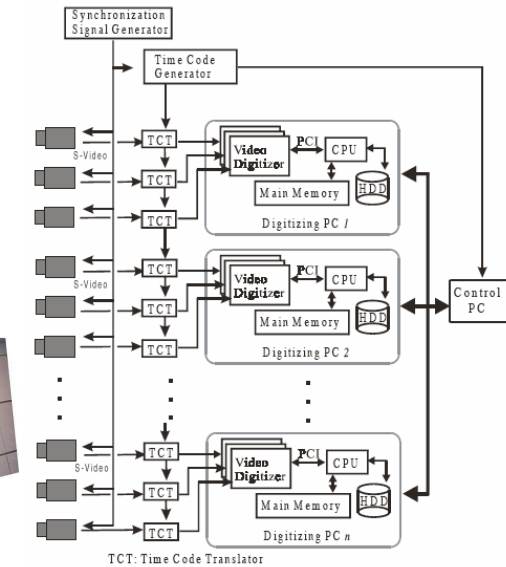 Synchronization
Signal Generator
Time Code
Generator
S-Video
TCT
TCT
TCT
Video
Digitizer
PCI
CPU
Main Memory
HDD
Digitizing PC 1
S-Video
TCT
TCT
TCT
Video
Digitizer
PCI
CPU
Main Memory
HDD
Digitizing PC 2
Control
PC
S-Video
TCT
TCT
TCT
Video
Digitizer
PCI
CPU
Main Memory
HDD
Digitizing PC n
TCT: Time Code Translator